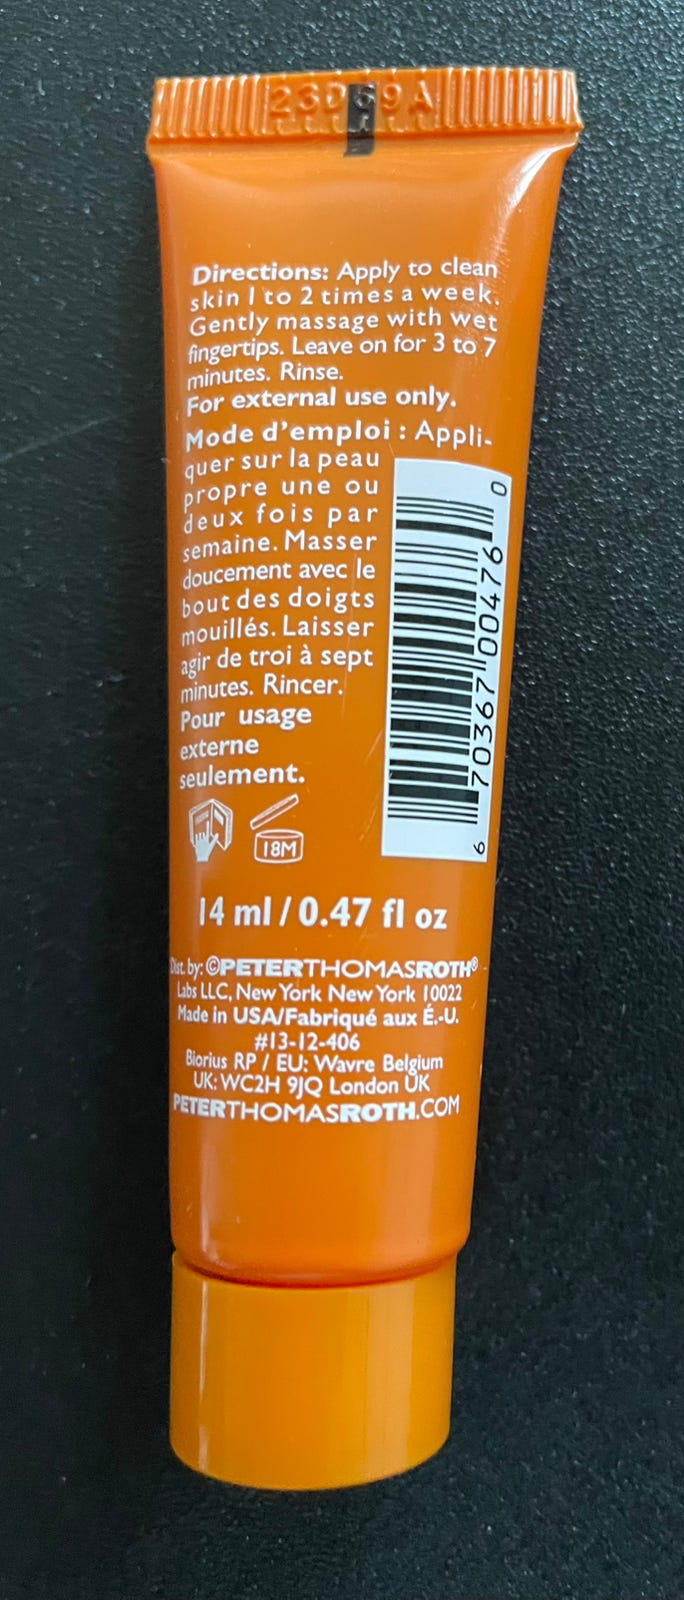 Directions: Apply to clean
skin 1 to 2 times a week.
Gently massage with wet
fingertips. Leave on for 3 to 7
minutes. Rinse.
For external use only.
Mode d'emploi : Appli-
quer sur la peau
propre une ou
deux fois par
semaine. Masser
doucement avec le
bout des doigts
mouillés. Laisser
agir de troi à sept
minutes. Rincer.
Pour usage
externe
seulement.
6 70367 00476 0
18M
14 ml / 0.47 fl oz
Dist. by: ©PETERTHOMASROTH®
Labs LLC, New York New York 10022
Made in USA/Fabriqué aux É.-U.
#13-12-406
Biorius RP / EU: Wavre Belgium
UK: WC2H 9JQ London UK
PETERTHOMASROTH.COM